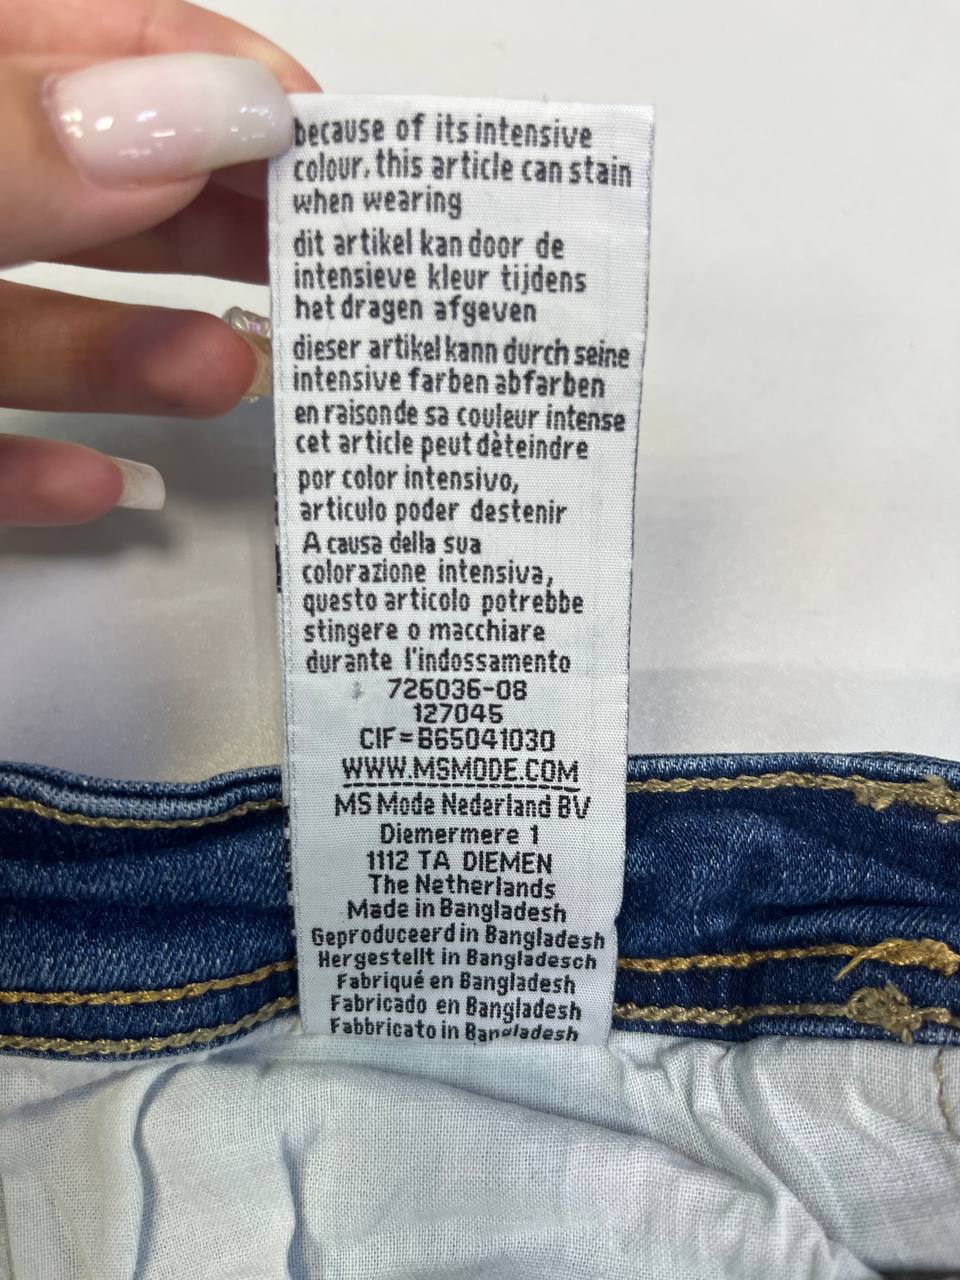 because of its intensive
colour, this article can stain
when wearing
dit artikel kan door de
intensieve kleur tijdens
het dragen afgeven
dieser artikel kann durch seine
intensive farben abfarben
en raison de sa couleur intense
cet article peut dèteindre
por color intensivo,
articulo poder destenir
A causa della sua
colorazione intensiva,
questo articolo potrebbe
stingere o macchiare
durante l'indossamento
726036-08
127045
CIF=B65041030
WWW.MSMODE.COM
MS Mode Nederland BV
Diemermere 1
1112 TA DIEMEN
The Netherlands
Made in Bangladesh
Geproduceerd in Bangladesh
Hergestellt in Bangladesch
Fabriqué en Bangladesh
Fabricado en Bangladesh
Fabbricato in Bangladesh